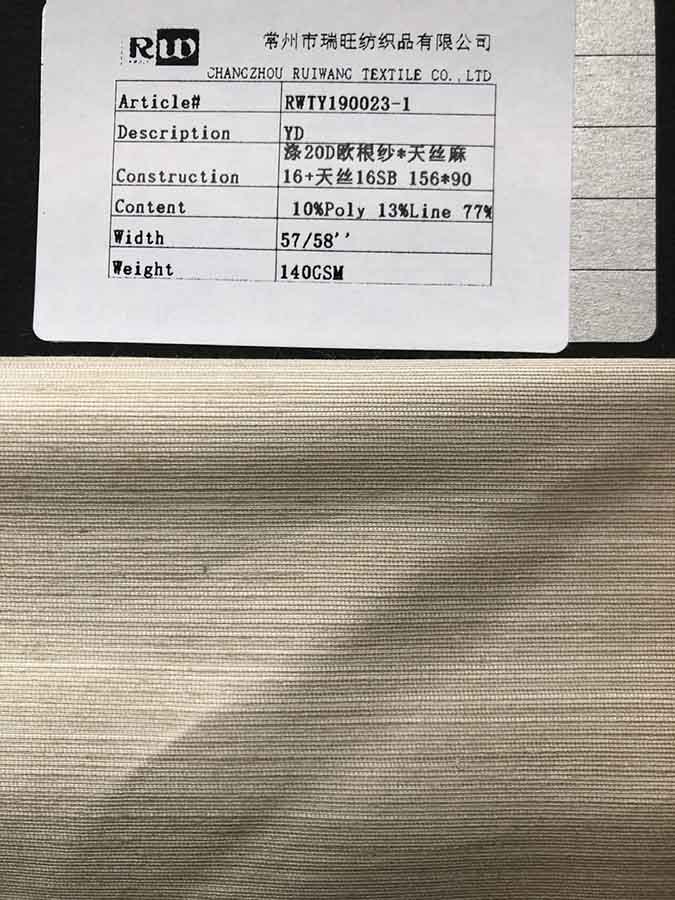 RW 常州市瑞旺纺织品有限公司
CHANGZHOU RUIWANG TEXTILE CO.,LTD
Article# RWTY190023-1
Description YD
Construction 涤20D欧根纱*天丝麻
16+天丝16SB 156*90
Content 10%Poly 13%Line 77%
Width 57/58''
Weight 140GSM